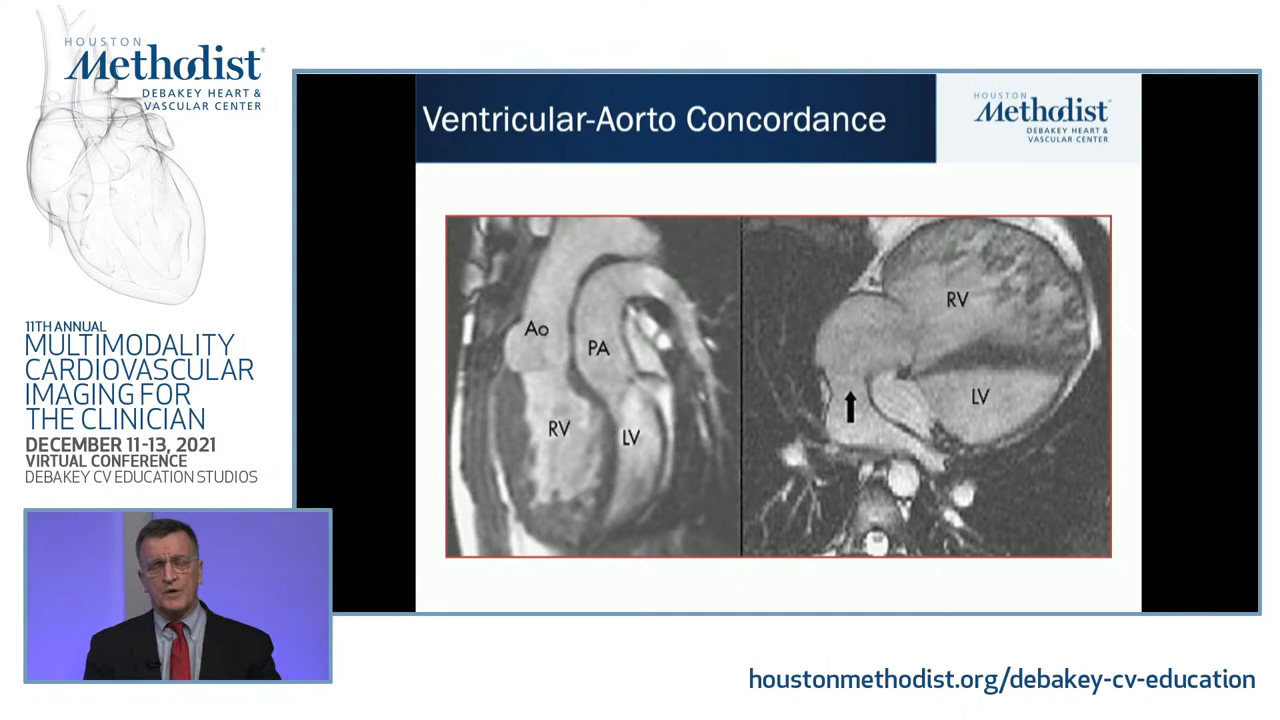 HOUSTON
Methodist
DEBAKEY HEART &
VASCULAR CENTER
11TH ANNUAL
MULTIMODALITY
CARDIOVASCULAR
IMAGING FOR
THE CLINICIAN
DECEMBER 11-13, 2021
VIRTUAL CONFERENCE
DEBAKEY CV EDUCATION STUDIOS
Ventricular-Aorto Concordance
HOUSTON
Methodist
DEBAKEY HEART &
VASCULAR CENTER
Ao
PA
RV
LV
RV
LV
houstonmethodist.org/debakey-cv-education